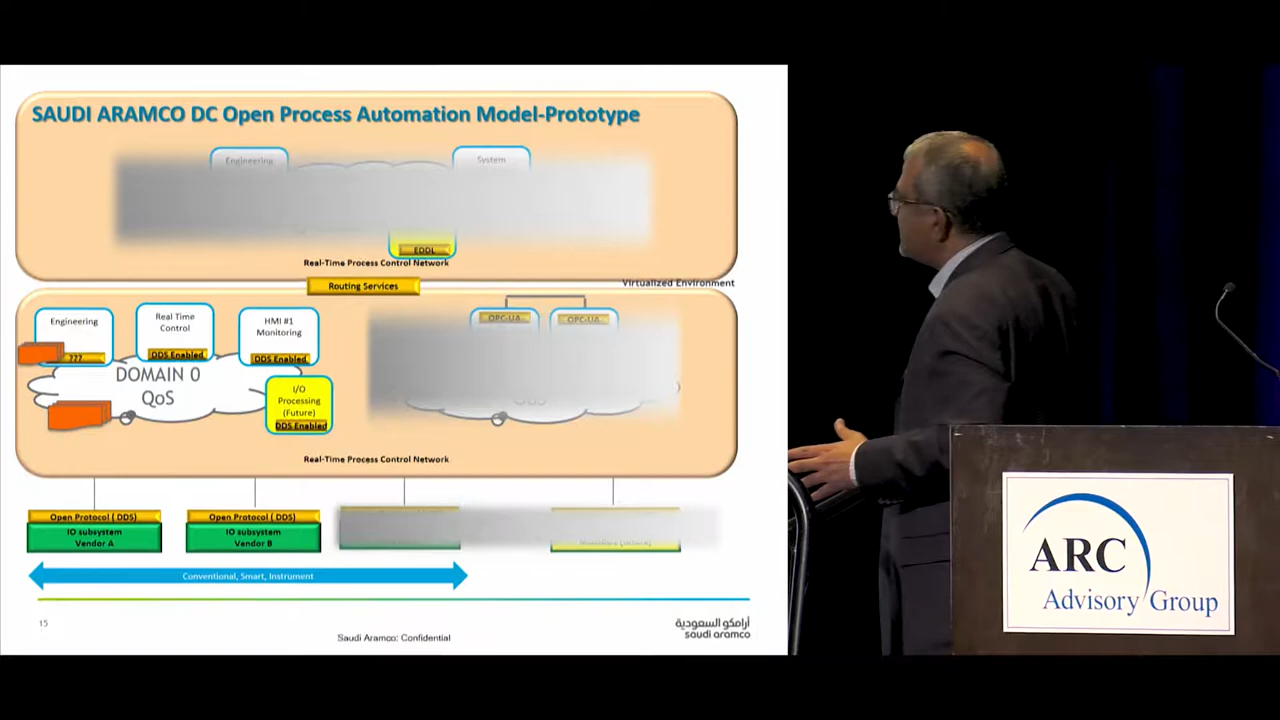 SAUDI ARAMCO DC Open Process Automation Model-Prototype
Engineering
System
EDDL
Real-Time Process Control Network
Routing Services
Virtualized Environment
Engineering
???
Real Time
Control
DDS Enabled
HMI #1
Monitoring
DDS Enabled
OPC-UA
OPC-UA
DOMAIN 0
QoS
I/O
Processing
(Future)
DDS Enabled
Real-Time Process Control Network
Open Protocol ( DDS)
IO subsystem
Vendor A
Open Protocol ( DDS)
IO subsystem
Vendor B
Conventional, Smart, Instrument
15
Saudi Aramco: Confidential
أرامكو السعودية
saudi aramco
ARC
Advisory Group